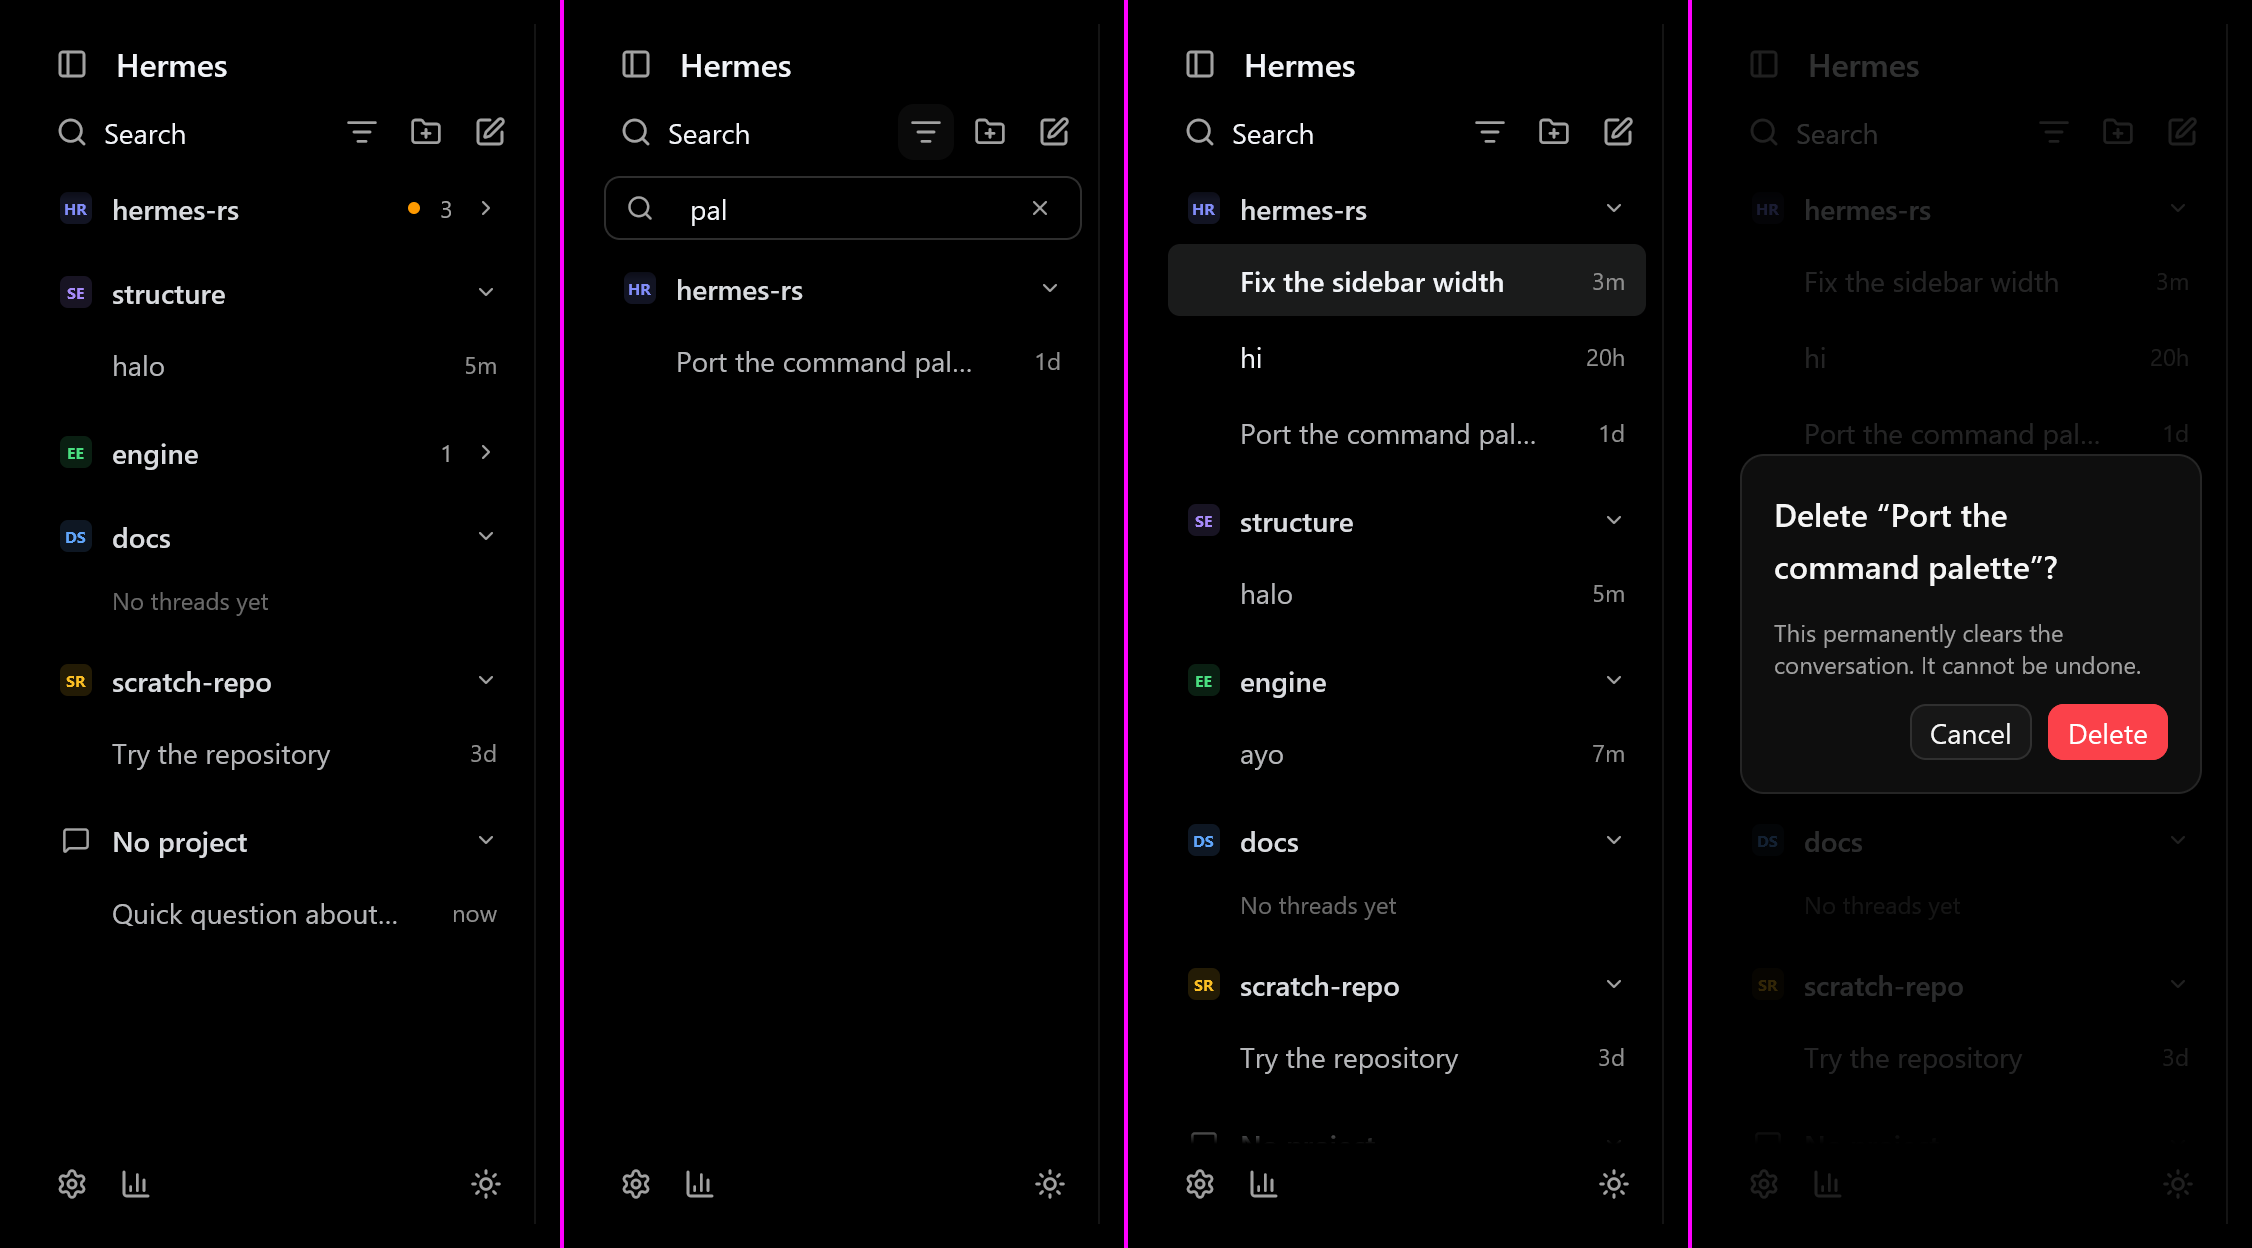 Hermes
Search
HR hermes-rs 3
SE structure
halo 5m
EE engine 1
DS docs
No threads yet
SR scratch-repo
Try the repository 3d
No project
Quick question about... now
Hermes
Search
pal
HR hermes-rs
Port the command pal... 1d
Hermes
Search
HR hermes-rs
Fix the sidebar width 3m
hi 20h
Port the command pal... 1d
SE structure
halo 5m
EE engine
ayo 7m
DS docs
No threads yet
SR scratch-repo
Try the repository 3d
No project
Hermes
Search
HR hermes-rs
Fix the sidebar width 3m
hi 20h
Port the command pal... 1d
Delete “Port the
command palette”?
This permanently clears the
conversation. It cannot be undone.
Cancel Delete
DS docs
No threads yet
SR scratch-repo
Try the repository 3d